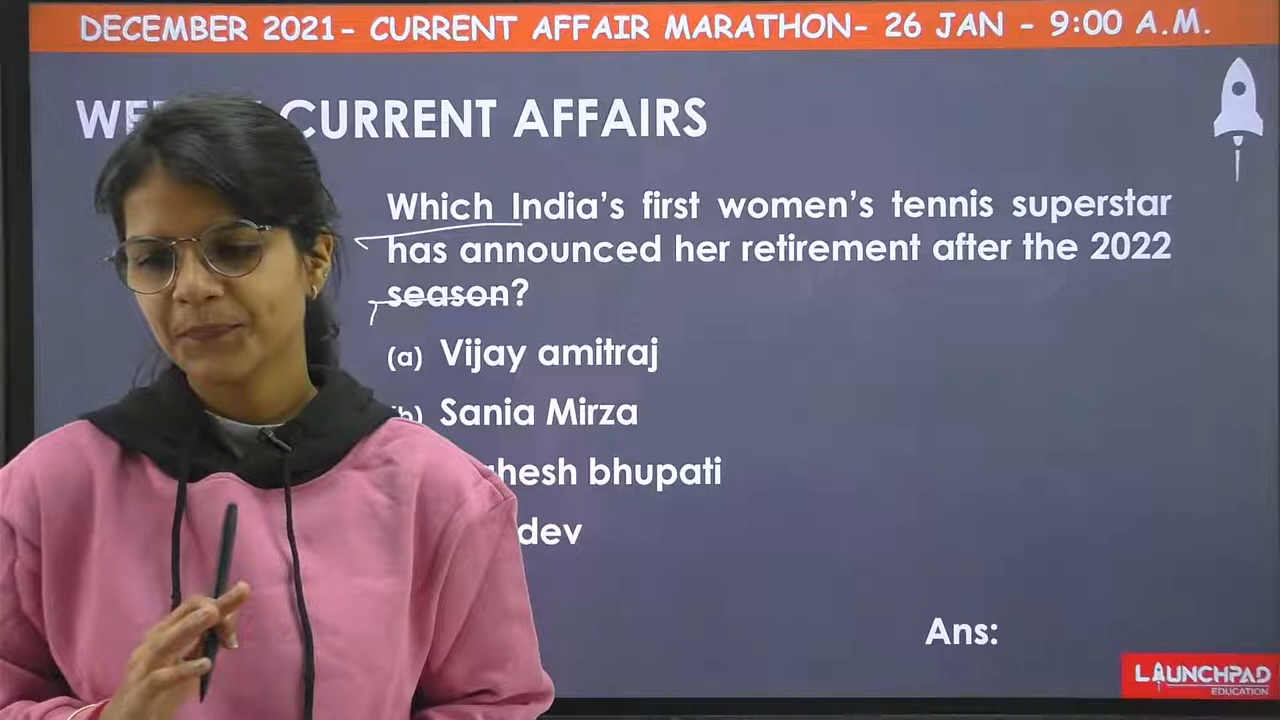 DECEMBER 2021- CURRENT AFFAIR MARATHON- 26 JAN - 9:00 A.M.
CURRENT AFFAIRS
Which India's first women's tennis superstar
has announced her retirement after the 2022
season?
(a) Vijay amitraj
(b) Sania Mirza
bhupati
dev
Ans:
LAUNCHPAD
EDUCATION